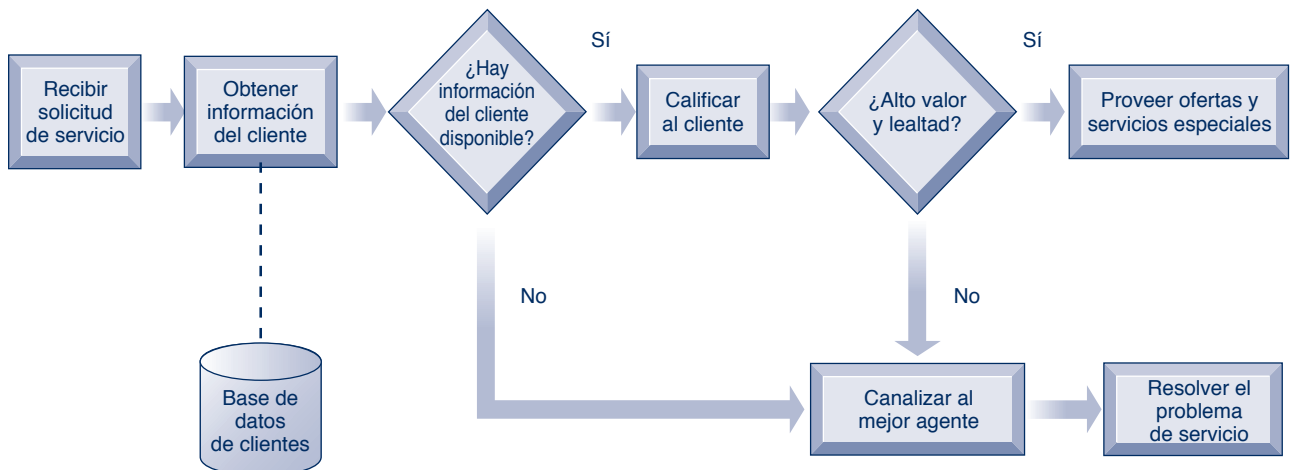 Recibir
solicitud
de servicio
Obtener
información
del cliente
¿Hay
información
del cliente
disponible?
Sí
Calificar
al cliente
¿Alto valor
y lealtad?
Sí
Proveer ofertas y
servicios especiales
No
No
Base de
datos
de clientes
Canalizar al
mejor agente
Resolver el
problema
de servicio